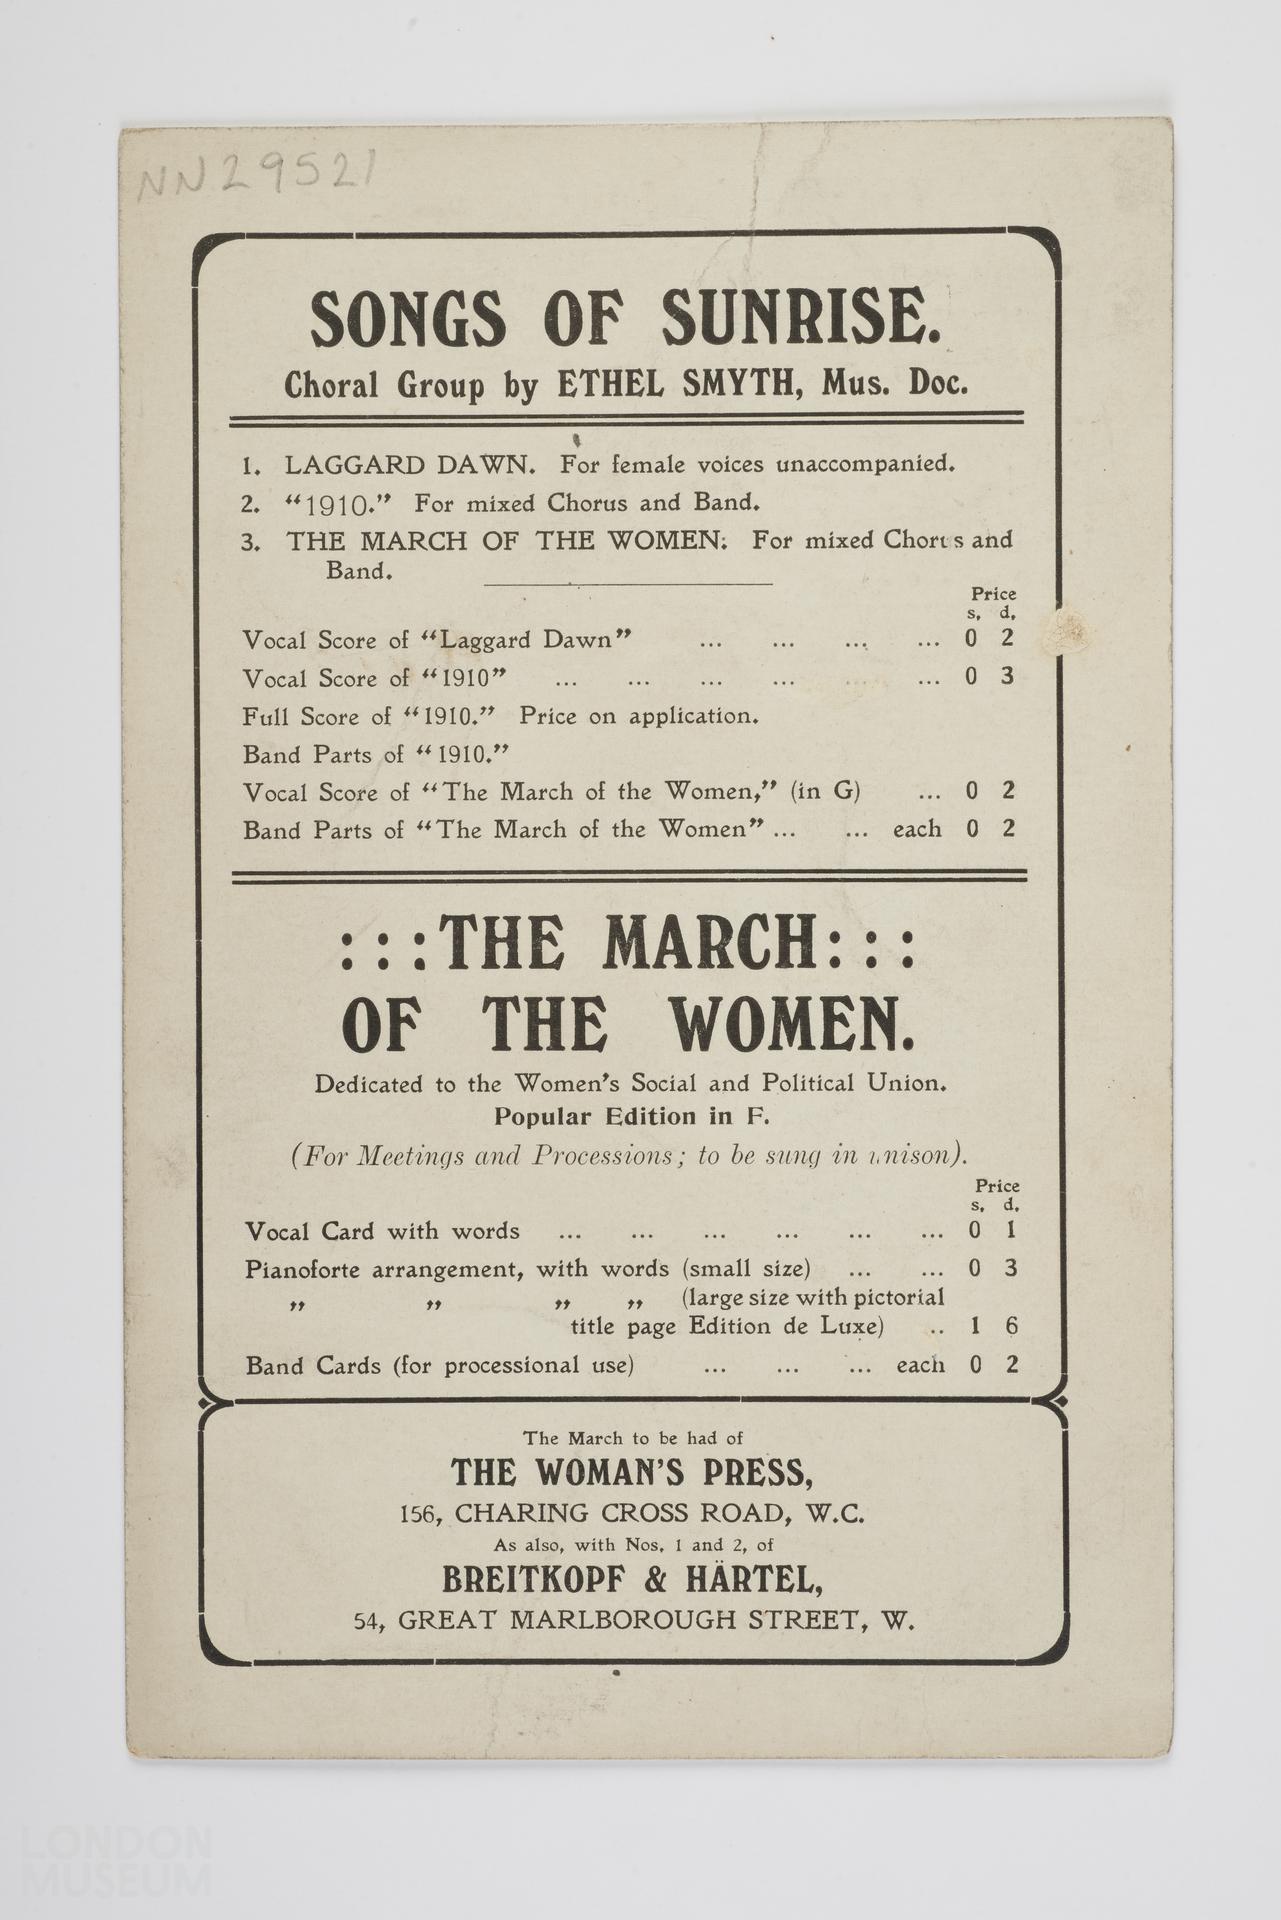 NN29521
SONGS OF SUNRISE.
Choral Group by ETHEL SMYTH, Mus. Doc.
1. LAGGARD DAWN. For female voices unaccompanied.
2. “1910.” For mixed Chorus and Band.
3. THE MARCH OF THE WOMEN. For mixed Chorus and
Band.
Price
s. d.
Vocal Score of “Laggard Dawn” ... ... ... ... 0 2
Vocal Score of “1910” ... ... ... ... ... ... 0 3
Full Score of “1910.” Price on application.
Band Parts of “1910.”
Vocal Score of “The March of the Women,” (in G) ... 0 2
Band Parts of “The March of the Women” ... ... each 0 2
: : : THE MARCH : : :
OF THE WOMEN.
Dedicated to the Women's Social and Political Union.
Popular Edition in F.
(For Meetings and Processions; to be sung in unison).
Price
s. d.
Vocal Card with words ... ... ... ... ... ... 0 1
Pianoforte arrangement, with words (small size) ... ... 0 3
„ „ „ „ (large size with pictorial
title page Edition de Luxe) .. 1 6
Band Cards (for processional use) ... ... ... each 0 2
The March to be had of
THE WOMAN'S PRESS,
156, CHARING CROSS ROAD, W.C.
As also, with Nos. 1 and 2, of
BREITKOPF & HÄRTEL,
54, GREAT MARLBOROUGH STREET, W.
LONDON
MUSEUM